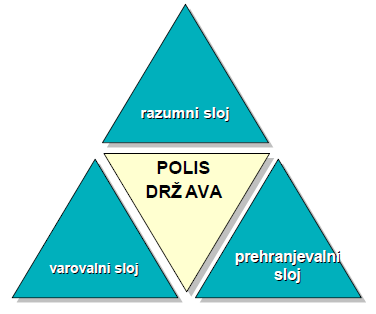 razumni sloj
POLIS
DRŽAVA
varovalni sloj
prehranjevalni
sloj